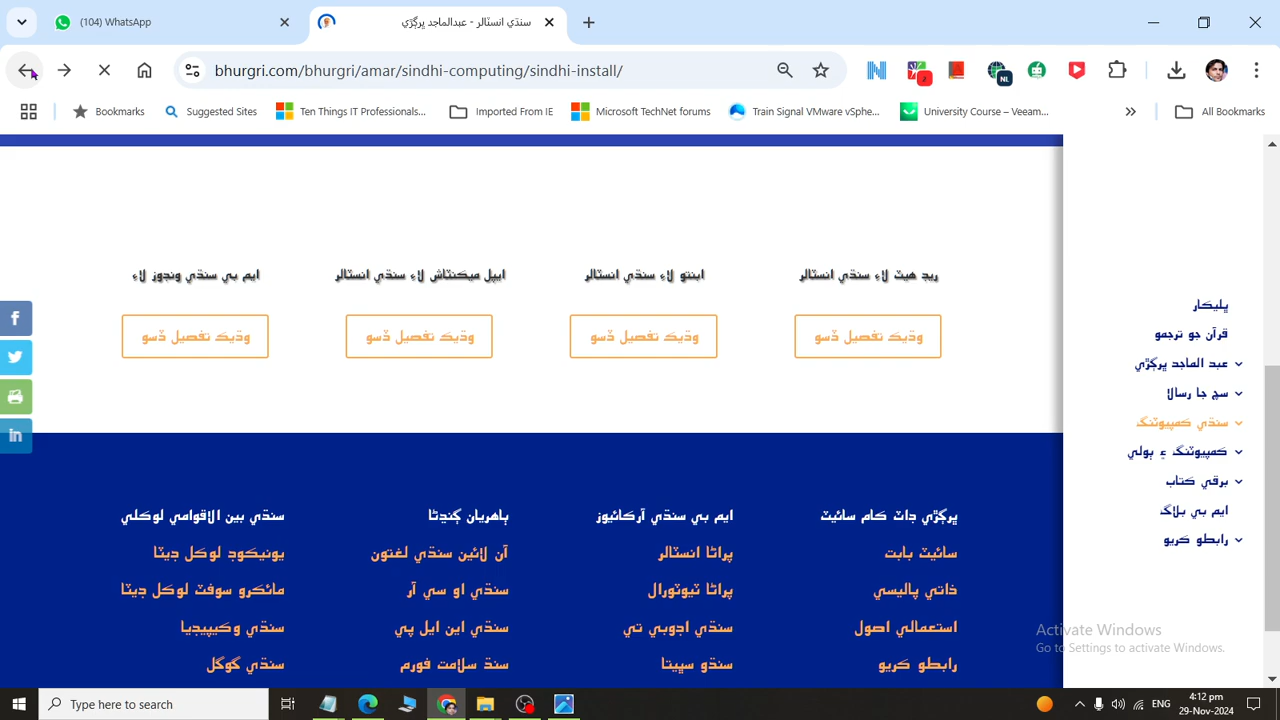 (104) WhatsApp
سنڌي انسٽالر - عبدالماجد ڀرڳڙي
bhurgri.com/bhurgri/amar/sindhi-computing/sindhi-install/
Bookmarks
Suggested Sites
Ten Things IT Professionals...
Imported From IE
Microsoft TechNet forums
Train Signal VMware vSphe...
University Course – Veeam...
All Bookmarks
ريڊ هيٽ لاءِ سنڌي انسٽالر
ابنتو لاءِ سنڌي انسٽالر
ايپل ميڪنٽاش لاءِ سنڌي انسٽالر
ايم بي سنڌي ونڊوز لاءِ
وڌيڪ تفصيل ڏسو
وڌيڪ تفصيل ڏسو
وڌيڪ تفصيل ڏسو
وڌيڪ تفصيل ڏسو
ڀليڪار
قرآن جو ترجمو
عبد الماجد ڀرڳڙي
سچ جا رسالا
سنڌي ڪمپيوٽنگ
ڪمپيوٽنگ ۽ ٻولي
برقي ڪتاب
ايم بي بلاگ
رابطو ڪريو
ڀرڳڙي ڊاٽ ڪام سائيٽ
سائيٽ بابت
ذاتي پاليسي
استعمالي اصول
رابطو ڪريو
ايم بي سنڌي آرڪائيوز
پراڻا انسٽالر
پراڻا ٽيوٽورال
سنڌي اڊوبي تي
سنڌو سڀيتا
ٻاهريان ڳنڍڻا
آن لائين سنڌي لغتون
سنڌي او سي آر
سنڌي اين ايل پي
سنڌ سلامت فورم
سنڌي بين الاقوامي لوڪلي
يونيڪوڊ لوڪل ڊيٽا
مائڪرو سوفٽ لوڪل ڊيٽا
سنڌي وڪيپيڊيا
سنڌي گوگل
Activate Windows
Go to Settings to activate Windows.
Type here to search
NL
4:12 pm
29-Nov-2024